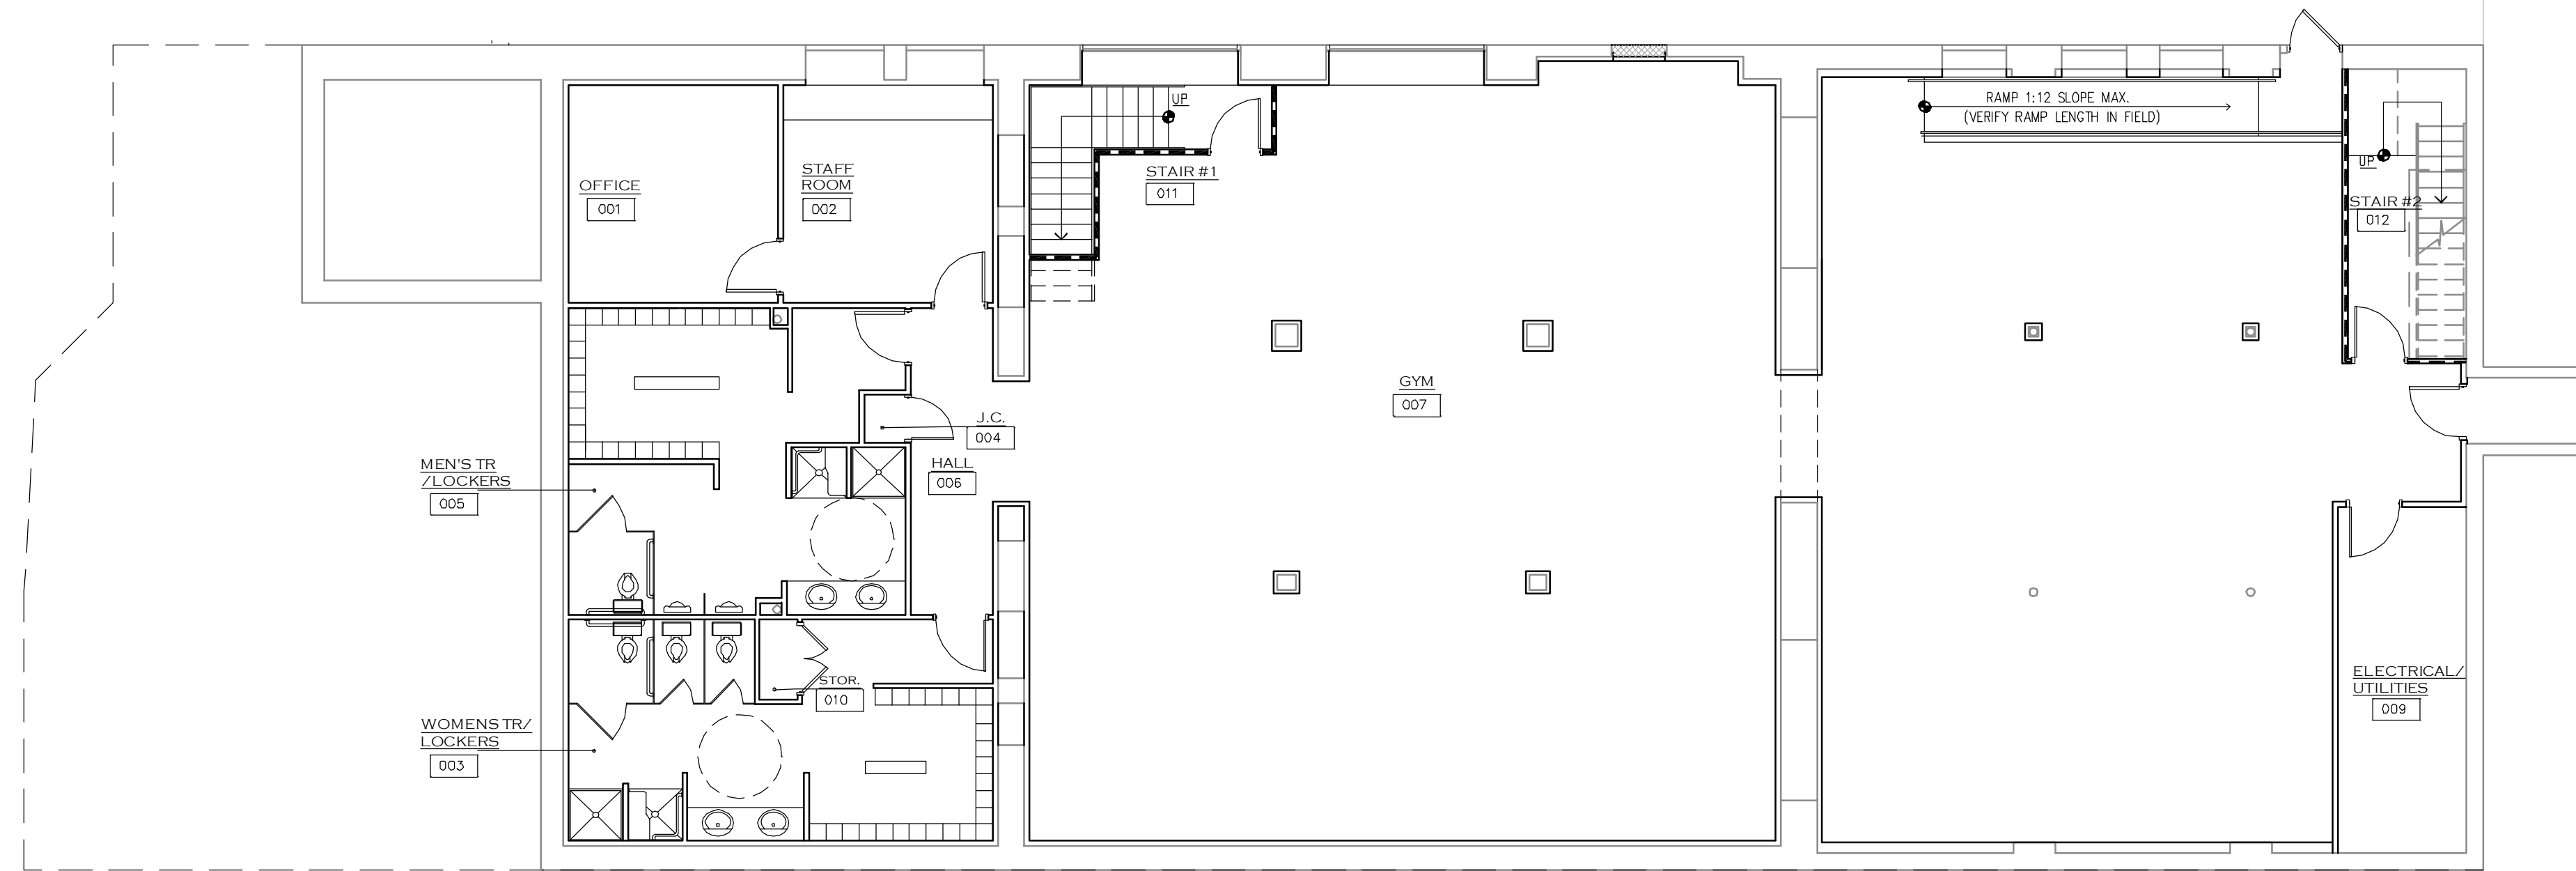 UP
RAMP 1:12 SLOPE MAX.
(VERIFY RAMP LENGTH IN FIELD)
UP
OFFICE
001
STAFF
ROOM
002
STAIR #1
011
STAIR #2
012
GYM
007
J.C.
004
HALL
006
MEN'S TR
/LOCKERS
005
STOR.
010
WOMENS TR/
LOCKERS
003
ELECTRICAL/
UTILITIES
009